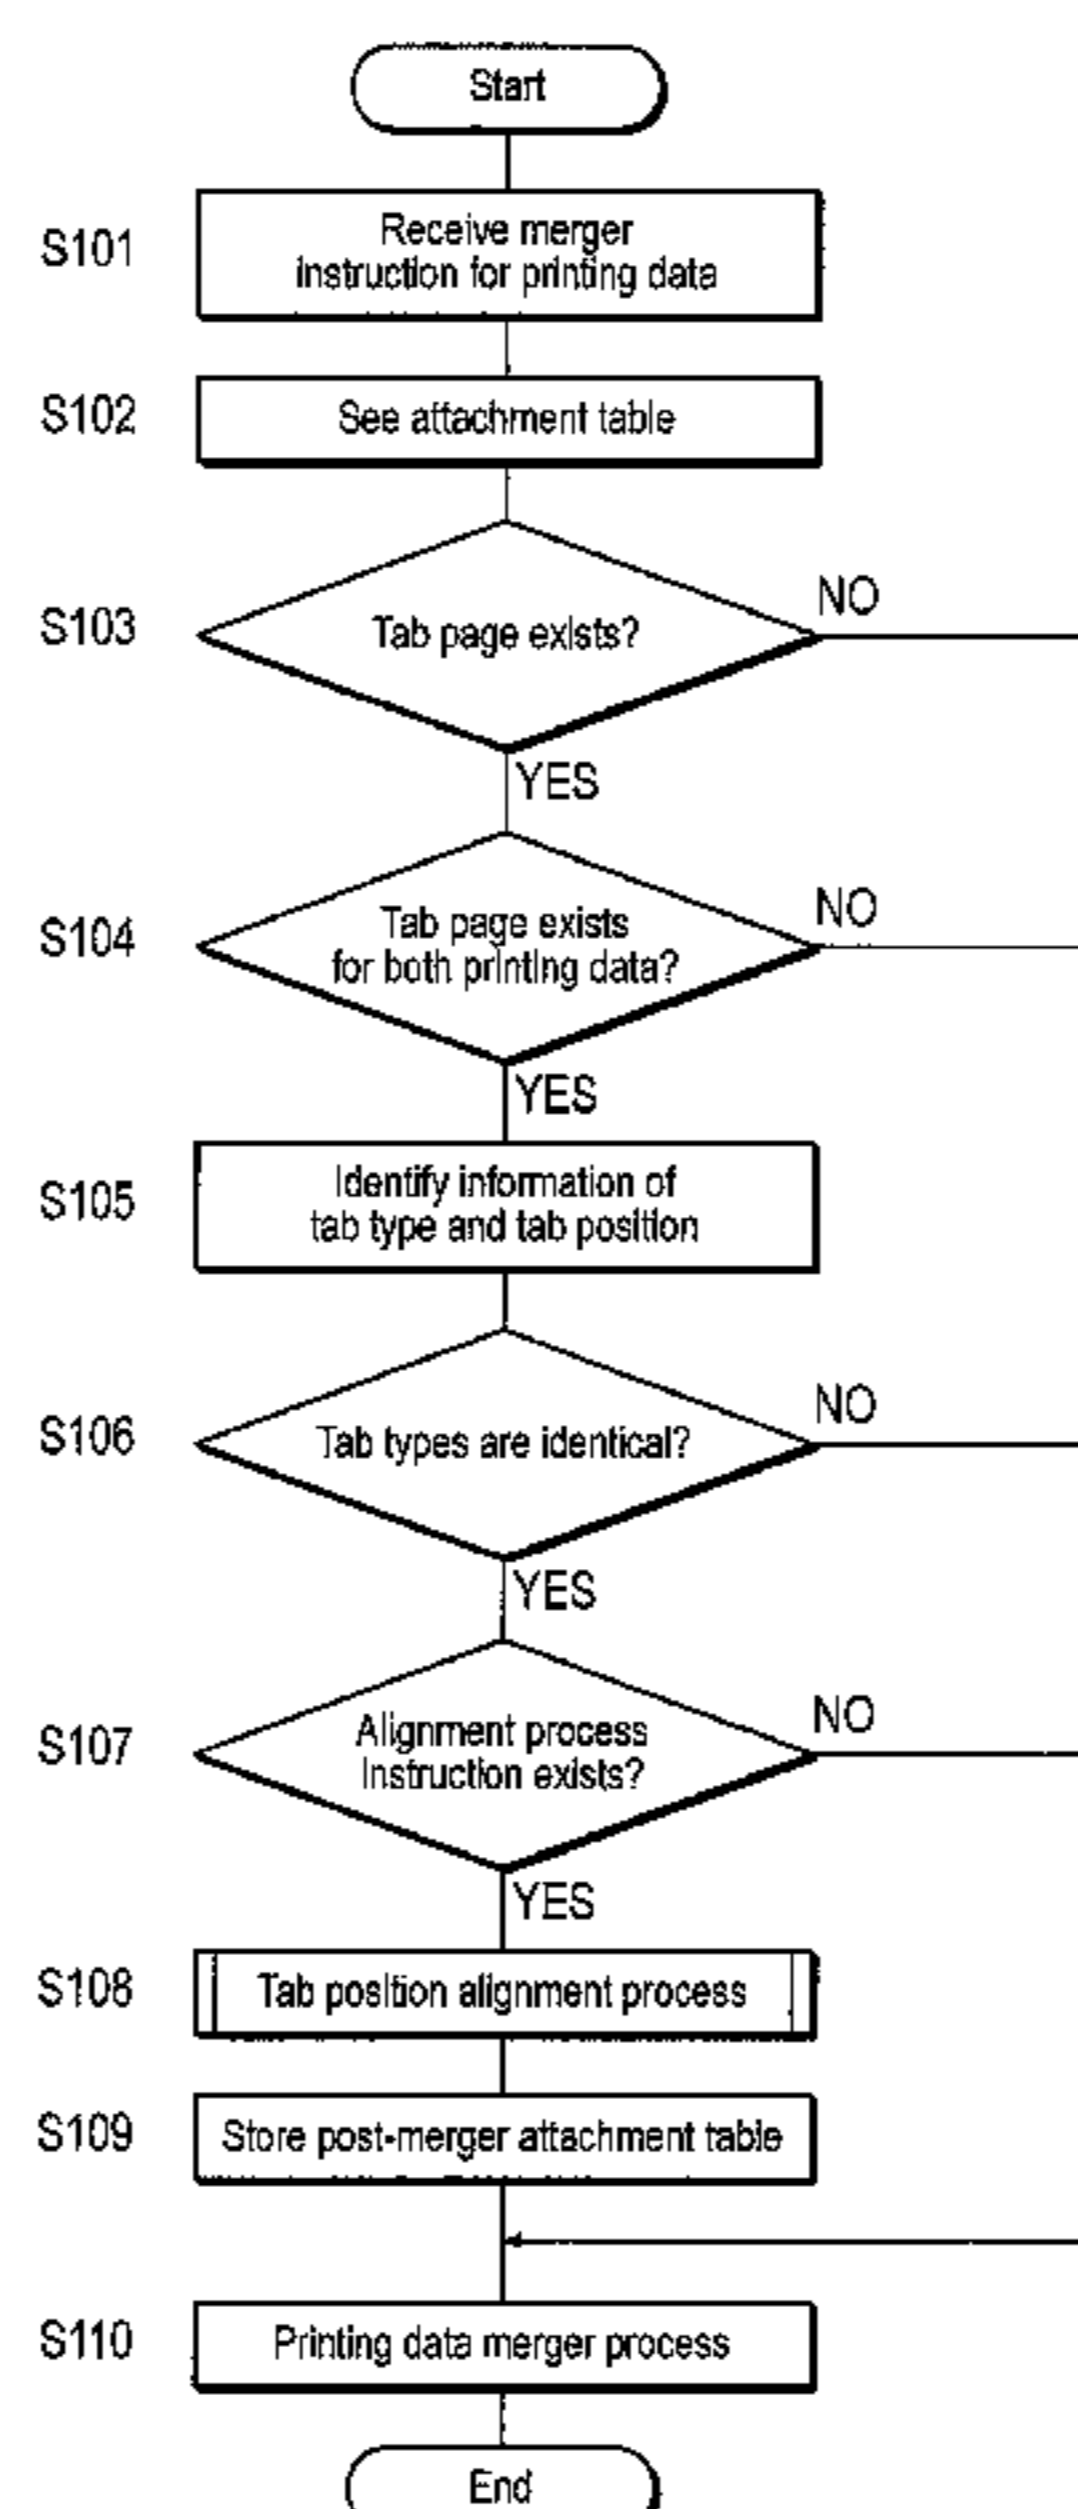 Start
S101
Receive merger
instruction for printing data
S102
See attachment table
S103
Tab page exists?
NO
YES
S104
Tab page exists
for both printing data?
NO
YES
S105
Identify information of
tab type and tab position
S106
Tab types are identical?
NO
YES
S107
Alignment process
instruction exists?
NO
YES
S108
Tab position alignment process
S109
Store post-merger attachment table
S110
Printing data merger process
End